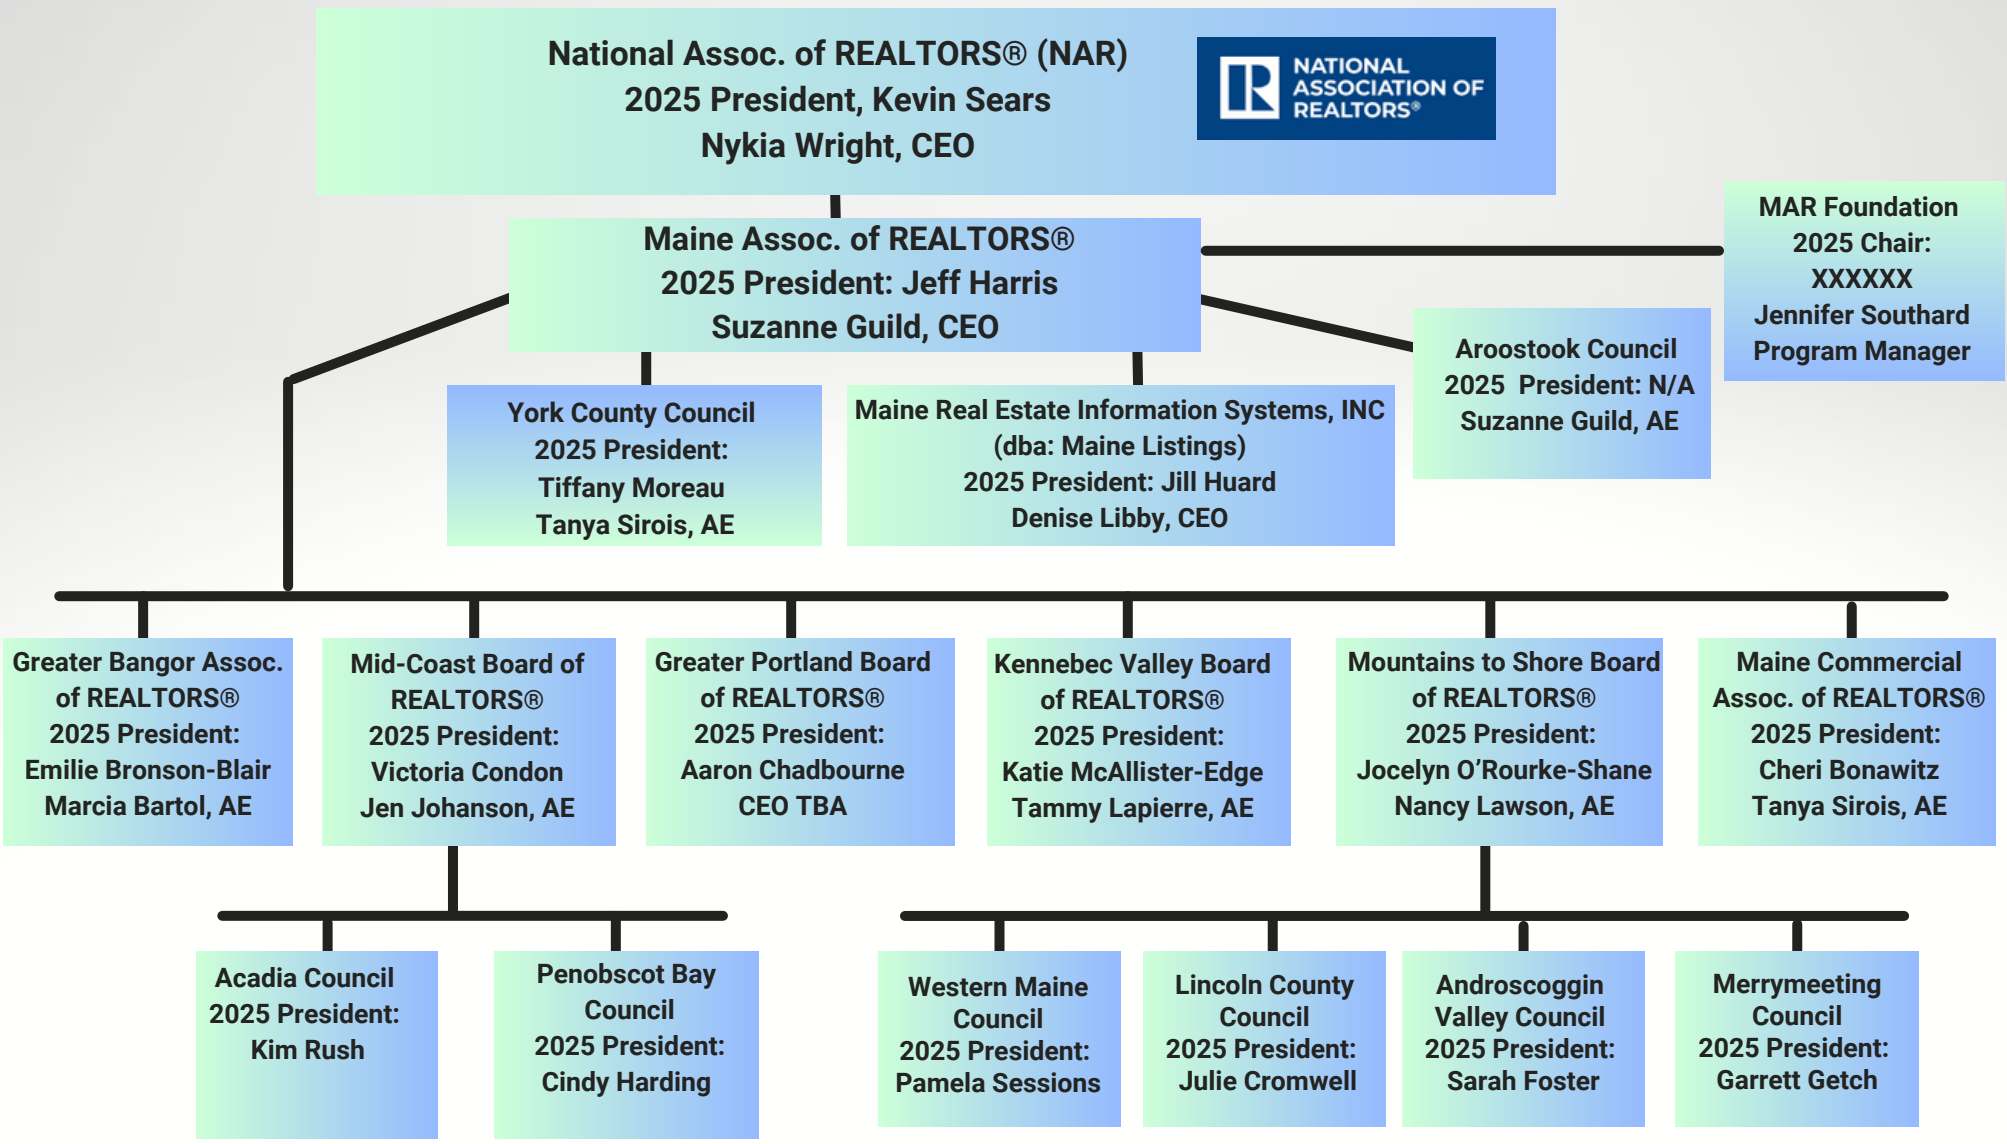 National Assoc. of REALTORS® (NAR)
2025 President, Kevin Sears
Nykia Wright, CEO
NATIONAL
ASSOCIATION OF
REALTORS®
Maine Assoc. of REALTORS®
2025 President: Jeff Harris
Suzanne Guild, CEO
MAR Foundation
2025 Chair:
XXXXXX
Jennifer Southard
Program Manager
York County Council
2025 President:
Tiffany Moreau
Tanya Sirois, AE
Maine Real Estate Information Systems, INC
(dba: Maine Listings)
2025 President: Jill Huard
Denise Libby, CEO
Aroostook Council
2025 President: N/A
Suzanne Guild, AE
Greater Bangor Assoc.
of REALTORS®
2025 President:
Emilie Bronson-Blair
Marcia Bartol, AE
Mid-Coast Board of
REALTORS®
2025 President:
Victoria Condon
Jen Johanson, AE
Greater Portland Board
of REALTORS®
2025 President:
Aaron Chadbourne
CEO TBA
Kennebec Valley Board
of REALTORS®
2025 President:
Katie McAllister-Edge
Tammy Lapierre, AE
Mountains to Shore Board
of REALTORS®
2025 President:
Jocelyn O’Rourke-Shane
Nancy Lawson, AE
Maine Commercial
Assoc. of REALTORS®
2025 President:
Cheri Bonawitz
Tanya Sirois, AE
Acadia Council
2025 President:
Kim Rush
Penobscot Bay
Council
2025 President:
Cindy Harding
Western Maine
Council
2025 President:
Pamela Sessions
Lincoln County
Council
2025 President:
Julie Cromwell
Androscoggin
Valley Council
2025 President:
Sarah Foster
Merrymeeting
Council
2025 President:
Garrett Getch